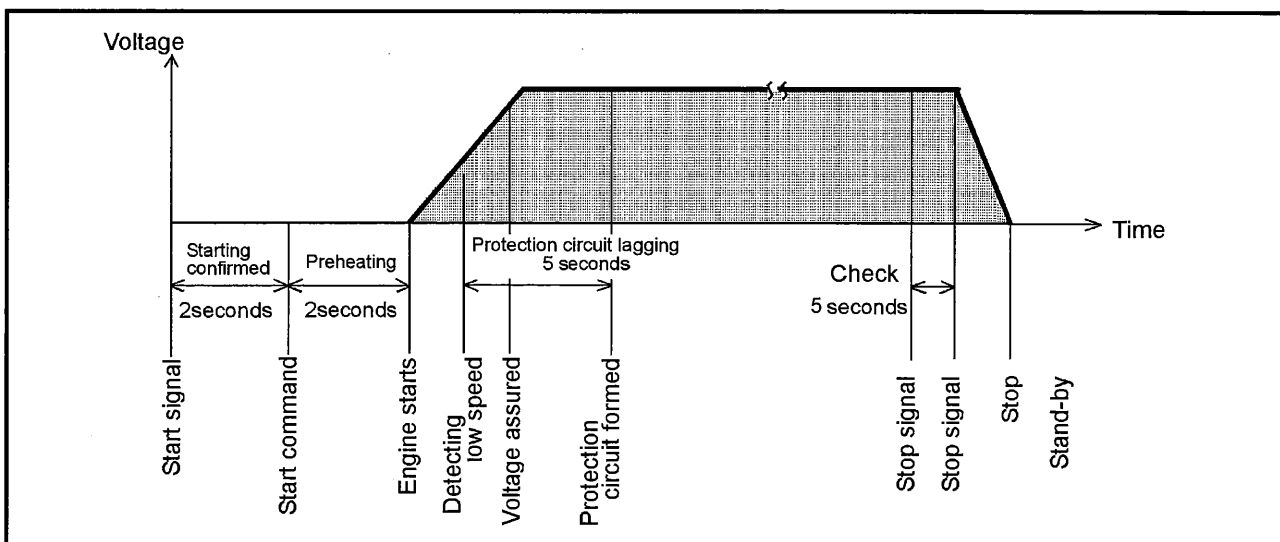 Voltage
Time
Starting
confirmed
2seconds
Preheating
2seconds
Protection circuit lagging
5 seconds
Check
5 seconds
Start signal
Start command
Engine starts
Detecting
low speed
Voltage assured
Protection
circuit formed
Stop signal
Stop signal
Stop
Stand-by